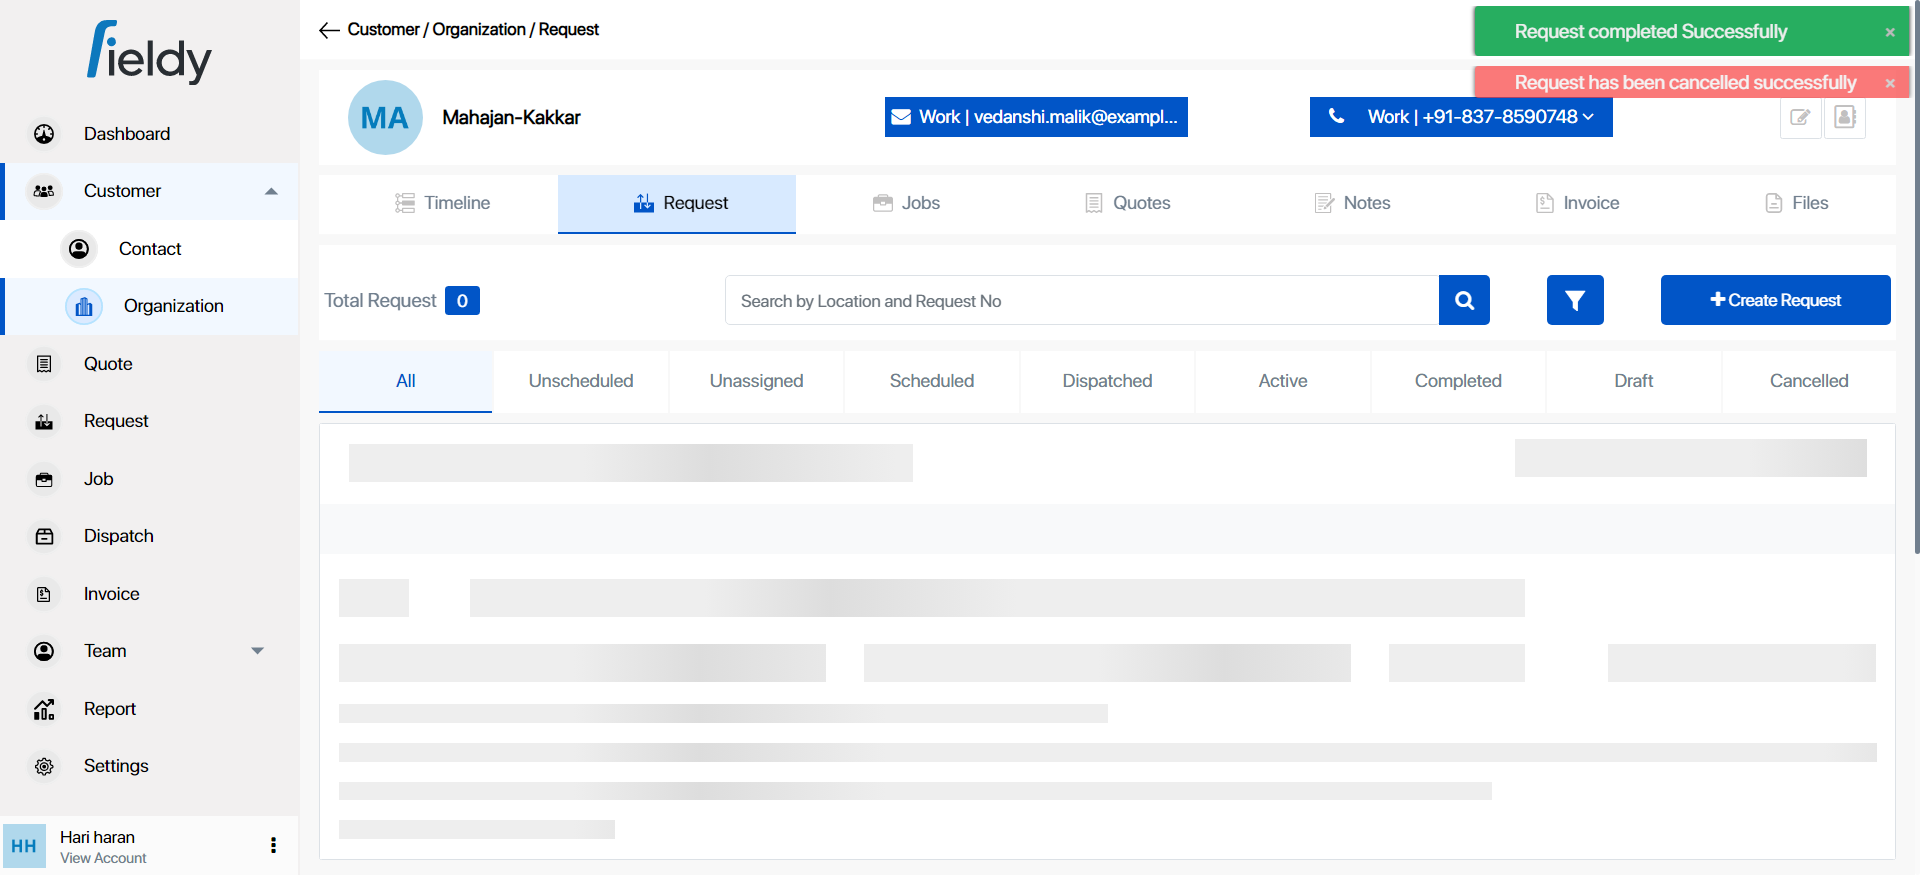 fieldy
Dashboard
Customer
Contact
Organization
Quote
Request
Job
Dispatch
Invoice
Team
Report
Settings
HH
Hari haran
View Account
Customer / Organization / Request
Request completed Successfully
×
Request has been cancelled successfully
×
MA
Mahajan-Kakkar
Work | vedanshi.malik@exampl...
Work | +91-837-8590748
Timeline
Request
Jobs
Quotes
Notes
Invoice
Files
Total Request 0
Search by Location and Request No
+Create Request
All
Unscheduled
Unassigned
Scheduled
Dispatched
Active
Completed
Draft
Cancelled